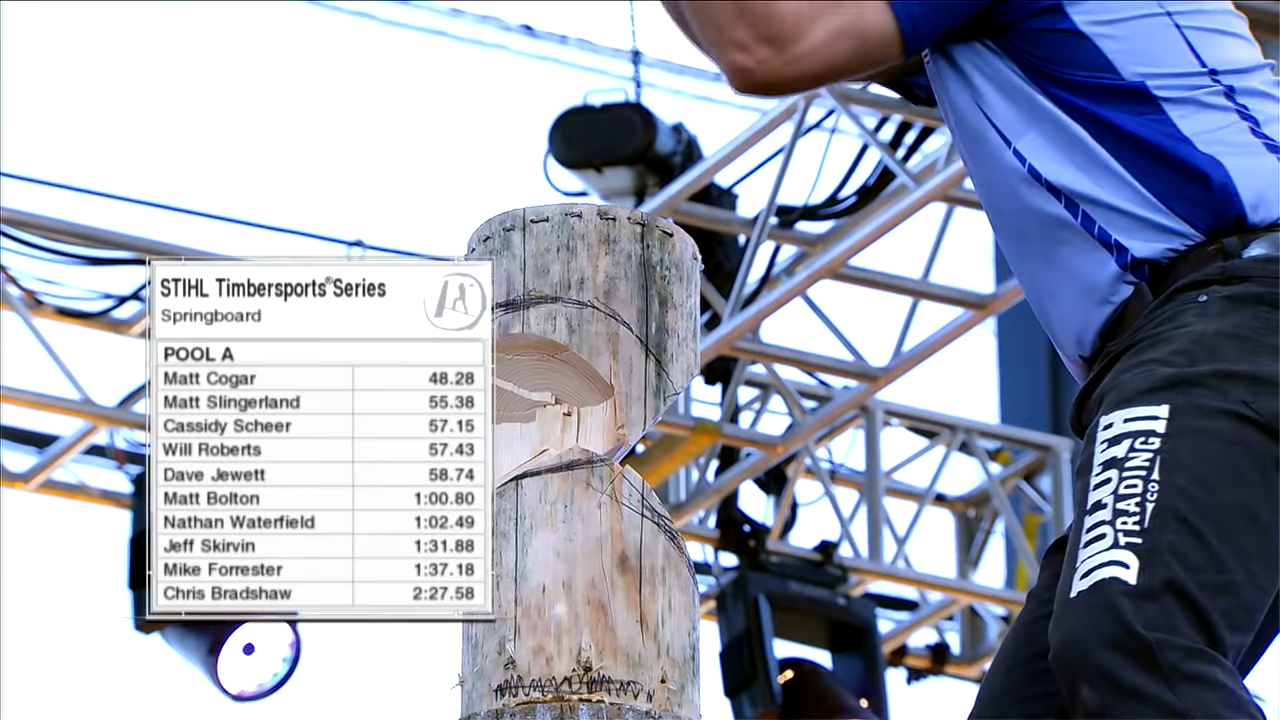 STIHL Timbersports®Series
Springboard
POOL A
Matt Cogar 48.28
Matt Slingerland 55.38
Cassidy Scheer 57.15
Will Roberts 57.43
Dave Jewett 58.74
Matt Bolton 1:00.80
Nathan Waterfield 1:02.49
Jeff Skirvin 1:31.88
Mike Forrester 1:37.18
Chris Bradshaw 2:27.58
DULUTH
TRADING
CO